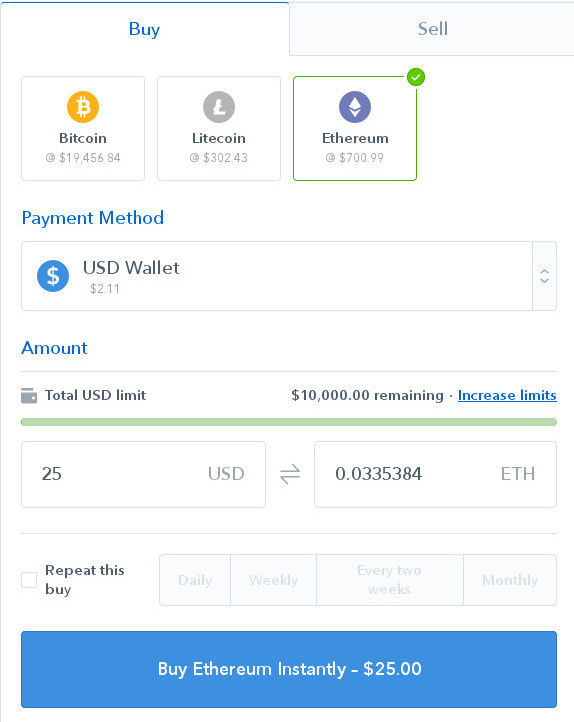 Buy
Sell
Bitcoin
@ $19,456.84
Litecoin
@ $302.43
Ethereum
@ $700.99
Payment Method
$
USD Wallet
$2.11
Amount
Total USD limit
$10,000.00 remaining · Increase limits
25 USD
0.0335384 ETH
Repeat this
buy
Daily
Weekly
Every two
weeks
Monthly
Buy Ethereum Instantly – $25.00